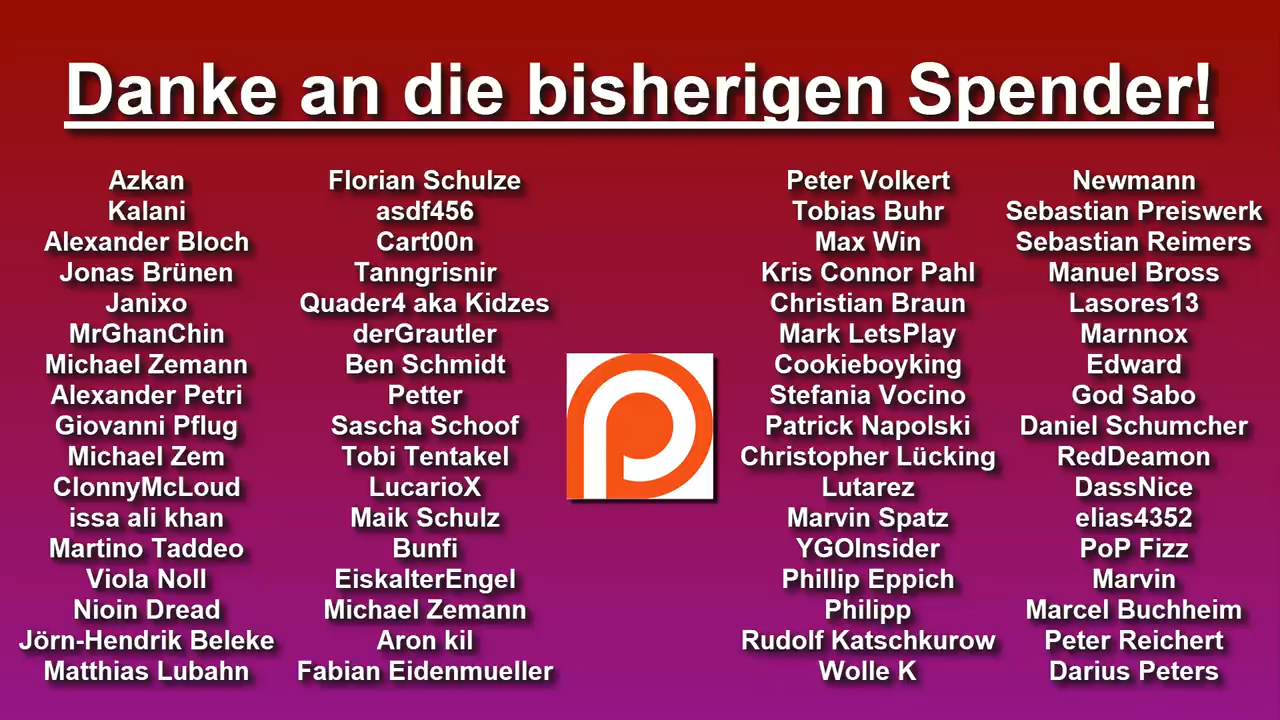 Danke an die bisherigen Spender!
Azkan
Kalani
Alexander Bloch
Jonas Brünen
Janixo
MrGhanChin
Michael Zemann
Alexander Petri
Giovanni Pflug
Michael Zem
ClonnyMcLoud
issa ali khan
Martino Taddeo
Viola Noll
Nioin Dread
Jörn-Hendrik Beleke
Matthias Lubahn
Florian Schulze
asdf456
Cart00n
Tanngrisnir
Quader4 aka Kidzes
derGrautler
Ben Schmidt
Petter
Sascha Schoof
Tobi Tentakel
LucarioX
Maik Schulz
Bunfi
EiskalterEngel
Michael Zemann
Aron kil
Fabian Eidenmueller
Peter Volkert
Tobias Buhr
Max Win
Kris Connor Pahl
Christian Braun
Mark LetsPlay
Cookieboyking
Stefania Vocino
Patrick Napolski
Christopher Lücking
Lutarez
Marvin Spatz
YGOInsider
Phillip Eppich
Philipp
Rudolf Katschkurow
Wolle K
Newmann
Sebastian Preiswerk
Sebastian Reimers
Manuel Bross
Lasores13
Marnnox
Edward
God Sabo
Daniel Schumcher
RedDeamon
DassNice
elias4352
PoP Fizz
Marvin
Marcel Buchheim
Peter Reichert
Darius Peters